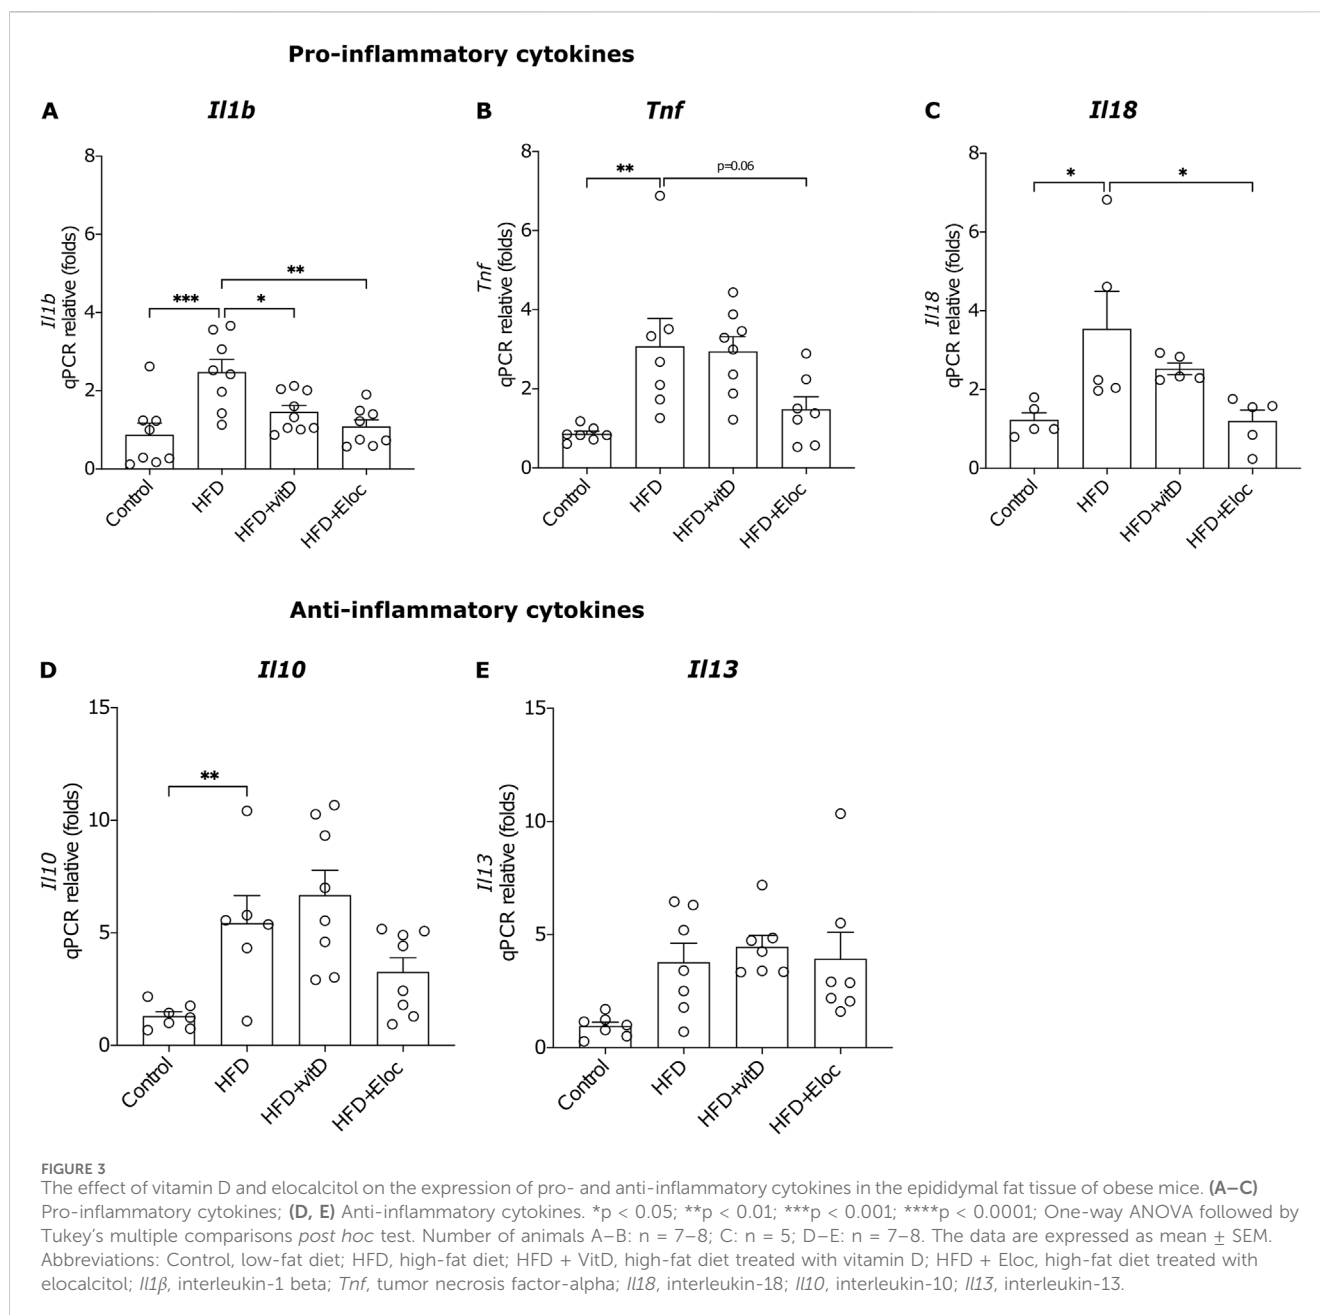 Pro-inflammatory cytokines
A
Il1b
Il1b
qPCR relative (folds)
8
6
4
2
0
***
*
**
Control
HFD
HFD+vitD
HFD+Eloc
B
Tnf
Tnf
qPCR relative (folds)
8
6
4
2
0
**
p=0.06
Control
HFD
HFD+vitD
HFD+Eloc
C
Il18
Il18
qPCR relative (folds)
8
6
4
2
0
*
*
Control
HFD
HFD+vitD
HFD+Eloc
Anti-inflammatory cytokines
D
Il10
Il10
qPCR relative (folds)
15
10
5
0
**
Control
HFD
HFD+vitD
HFD+Eloc
E
Il13
Il13
qPCR relative (folds)
15
10
5
0
Control
HFD
HFD+vitD
HFD+Eloc
FIGURE 3
The effect of vitamin D and elocalcitol on the expression of pro- and anti-inflammatory cytokines in the epididymal fat tissue of obese mice. (A–C)
Pro-inflammatory cytokines; (D, E) Anti-inflammatory cytokines. *p < 0.05; **p < 0.01; ***p < 0.001; ****p < 0.0001; One-way ANOVA followed by
Tukey's multiple comparisons post hoc test. Number of animals A–B: n = 7–8; C: n = 5; D–E: n = 7–8. The data are expressed as mean ± SEM.
Abbreviations: Control, low-fat diet; HFD, high-fat diet; HFD + VitD, high-fat diet treated with vitamin D; HFD + Eloc, high-fat diet treated with
elocalcitol; Il1β, interleukin-1 beta; Tnf, tumor necrosis factor-alpha; Il18, interleukin-18; Il10, interleukin-10; Il13, interleukin-13.